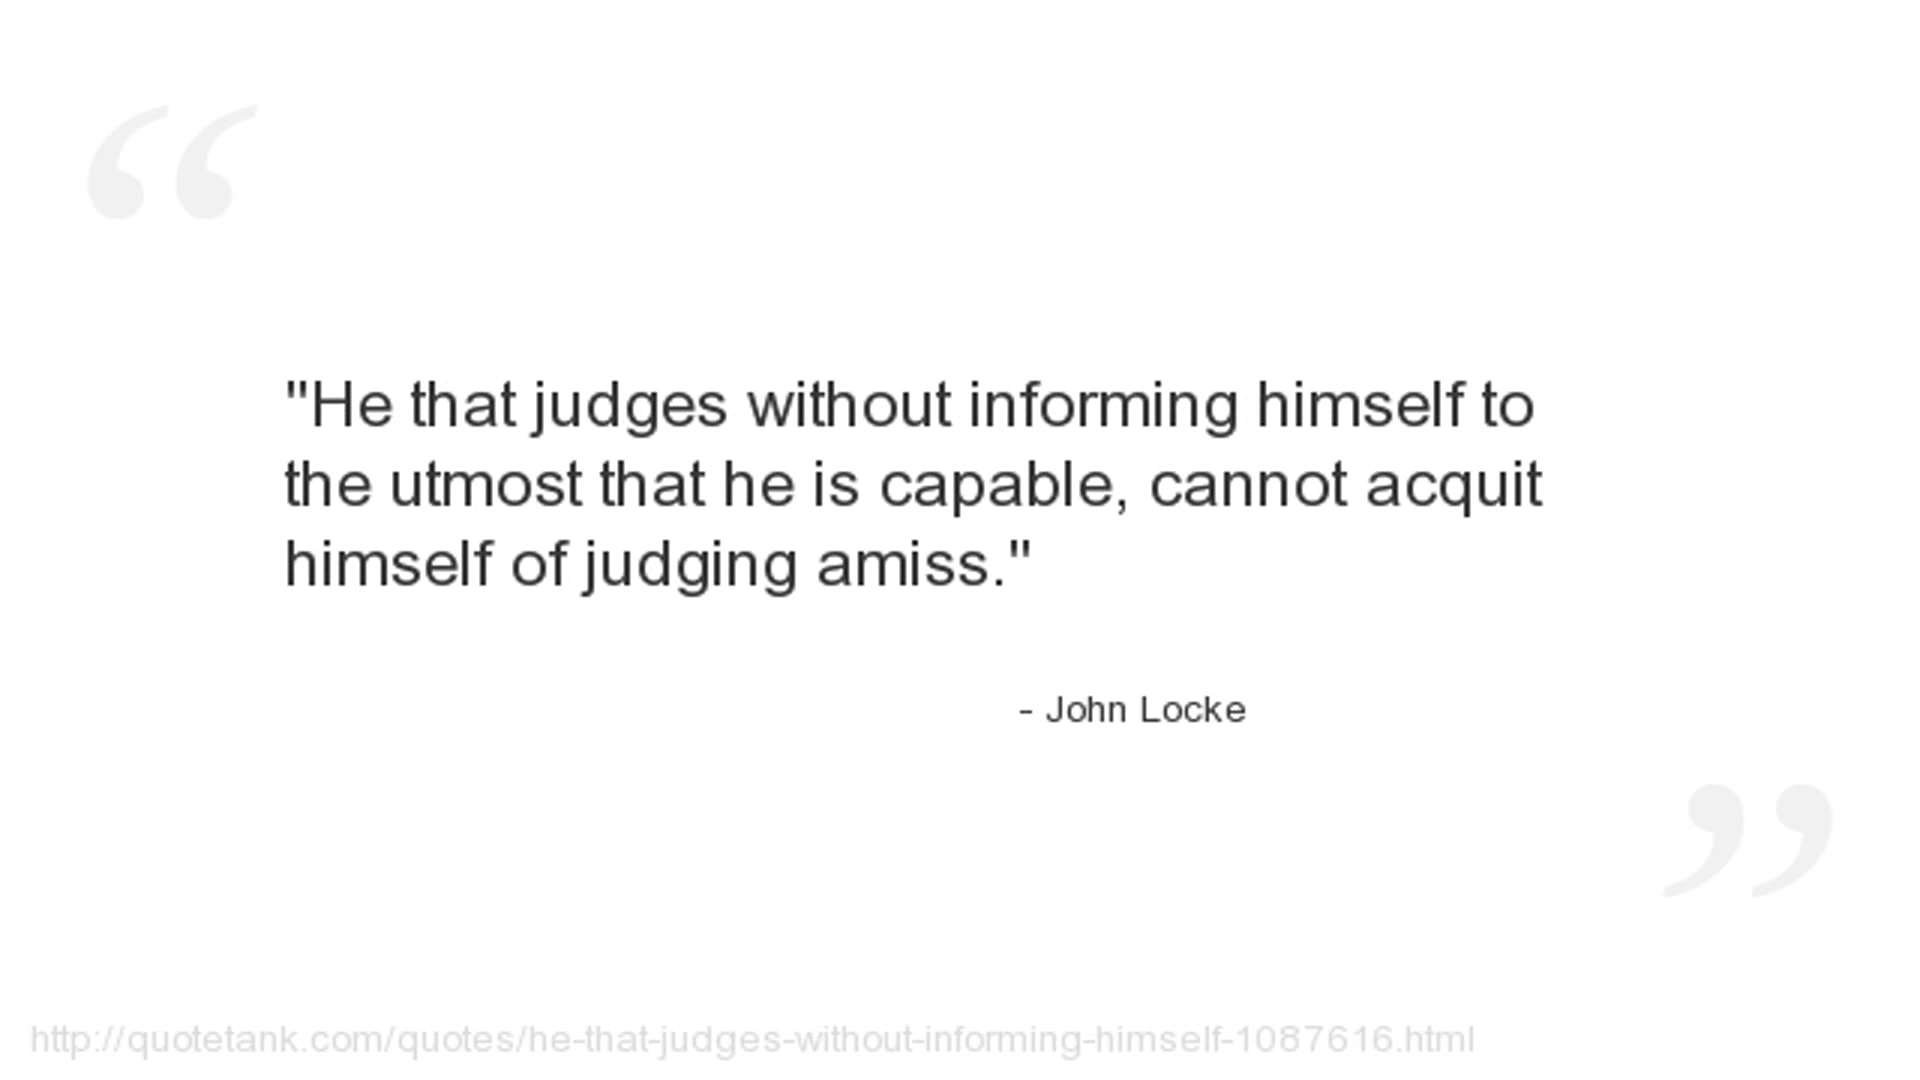 "He that judges without informing himself to
the utmost that he is capable, cannot acquit
himself of judging amiss."
- John Locke
http://quotetank.com/quotes/he-that-judges-without-informing-himself-1087616.html